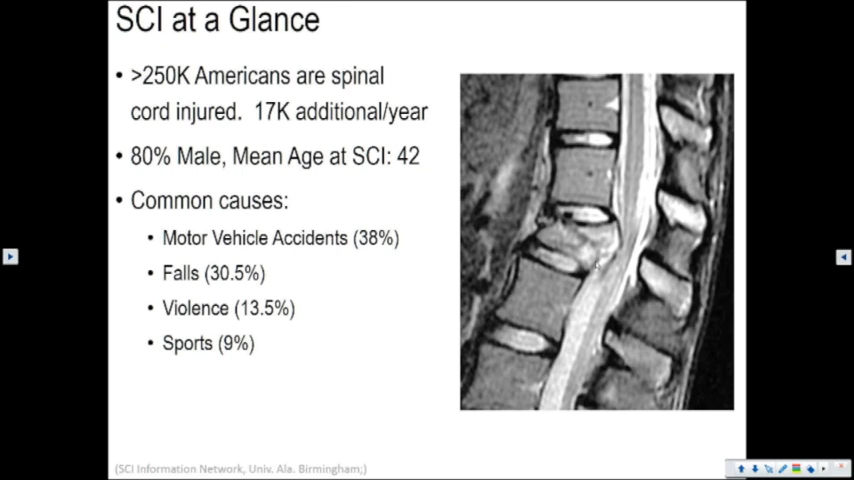 SCI at a Glance
• >250K Americans are spinal
cord injured. 17K additional/year
• 80% Male, Mean Age at SCI: 42
• Common causes:
• Motor Vehicle Accidents (38%)
• Falls (30.5%)
• Violence (13.5%)
• Sports (9%)
(SCI Information Network, Univ. Ala. Birmingham;)